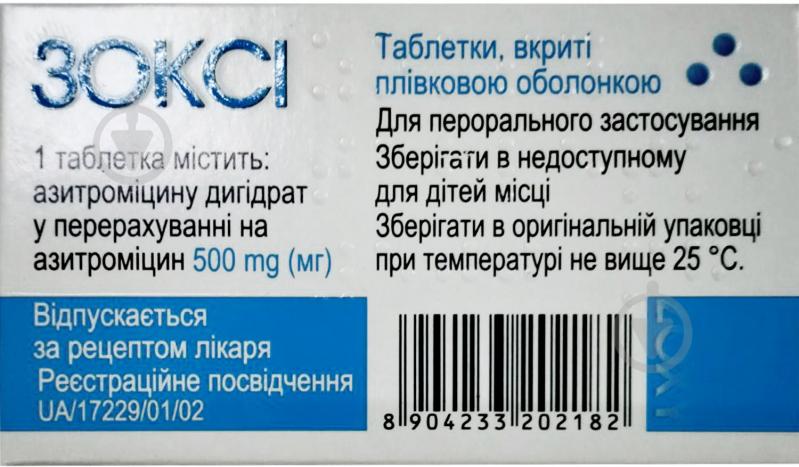 ЗОКСІ
1 таблетка містить:
азитроміцину дигідрат
у перерахуванні на
азитроміцин 500 mg (мг)
Таблетки, вкриті
плівковою оболонкою
Для перорального застосування
Зберігати в недоступному
для дітей місці
Зберігати в оригінальній упаковці
при температурі не вище 25 °C.
Відпускається
за рецептом лікаря
Реєстраційне посвідчення
UA/17229/01/02
8 904233 202182